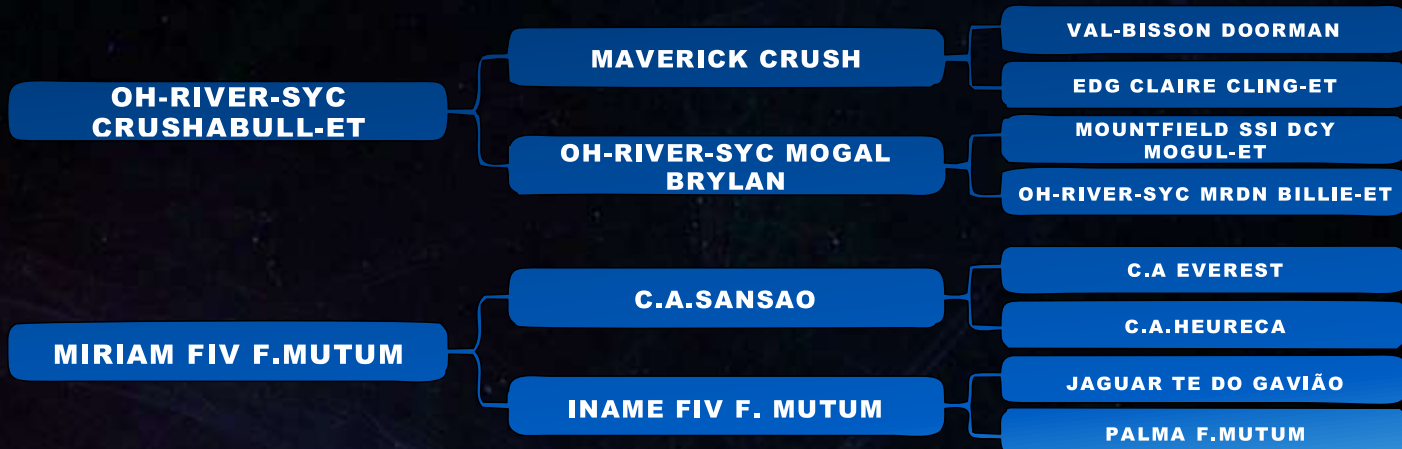 OH-RIVER-SYC
CRUSHABULL-ET
MAVERICK CRUSH
VAL-BISSON DOORMAN
EDG CLAIRE CLING-ET
OH-RIVER-SYC MOGAL
BRYLAN
MOUNTFIELD SSI DCY
MOGUL-ET
OH-RIVER-SYC MRDN BILLIE-ET
MIRIAM FIV F.MUTUM
C.A.SANSAO
C.A EVEREST
C.A.HEURECA
INAME FIV F. MUTUM
JAGUAR TE DO GAVIÃO
PALMA F.MUTUM